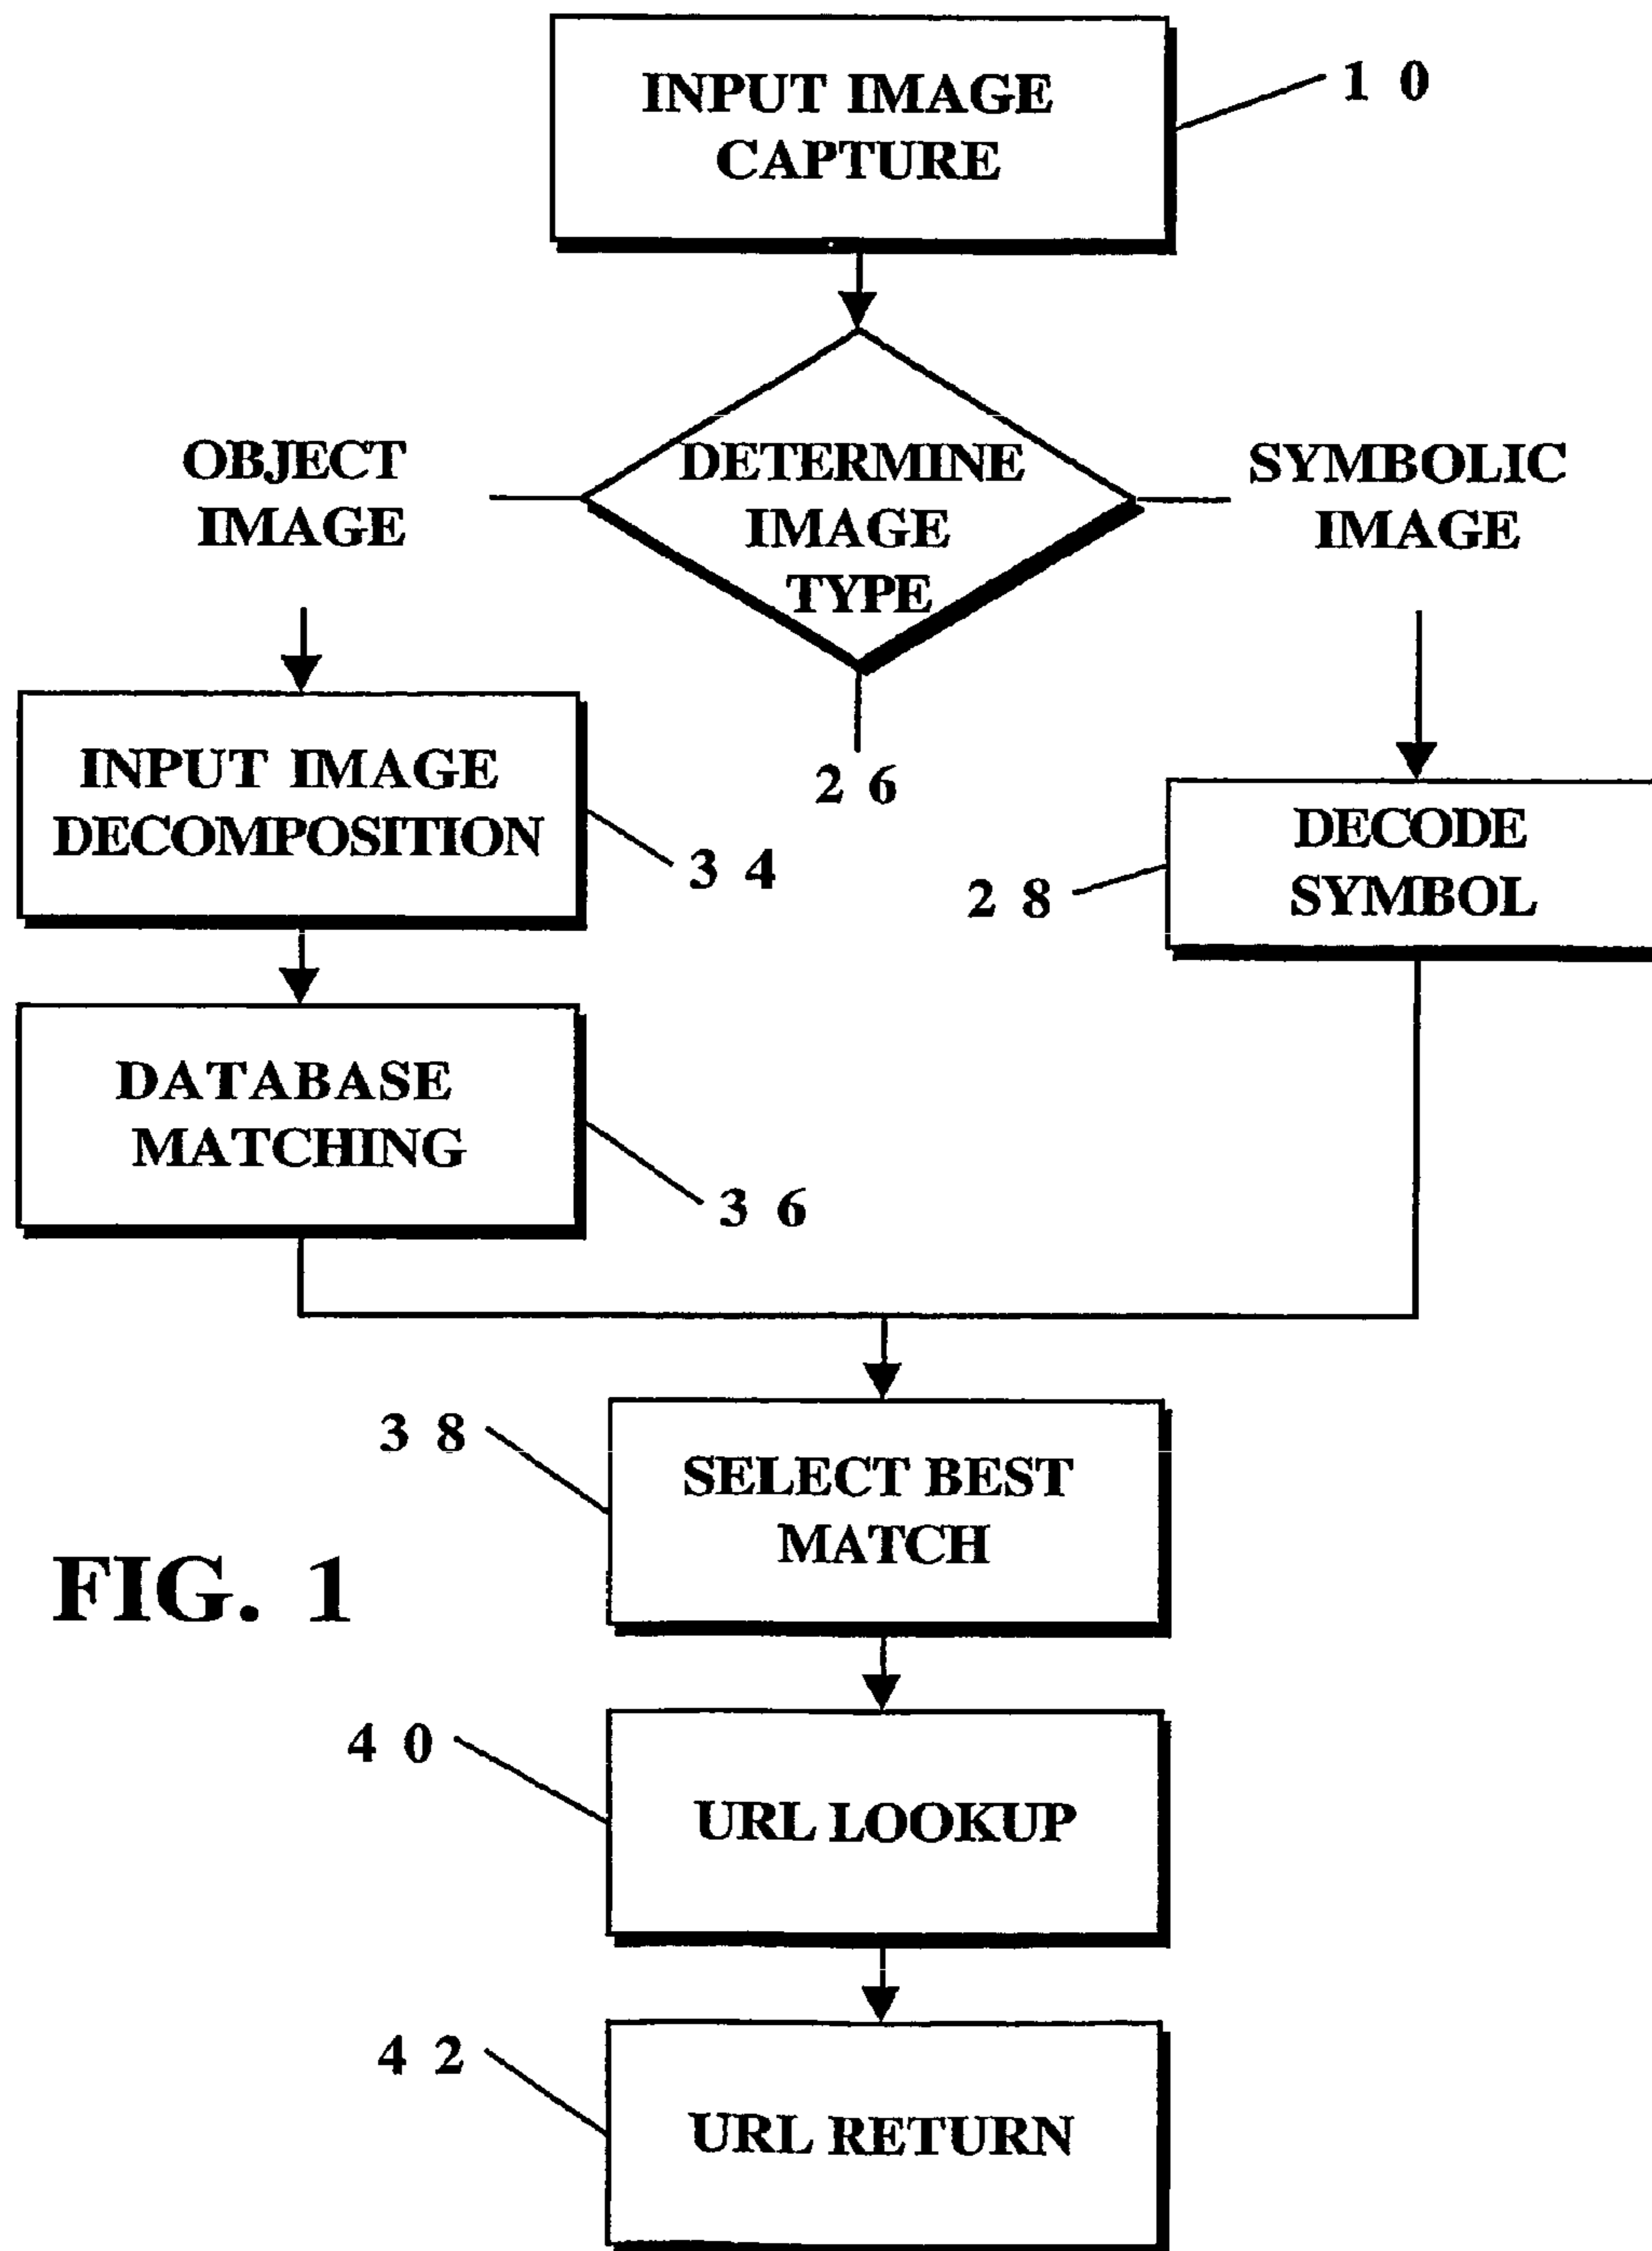 INPUT IMAGE
CAPTURE
1 0
OBJECT
IMAGE
DETERMINE
IMAGE
TYPE
SYMBOLIC
IMAGE
2 6
INPUT IMAGE
DECOMPOSITION
3 4
DECODE
SYMBOL
2 8
DATABASE
MATCHING
3 6
3 8
SELECT BEST
MATCH
FIG. 1
4 0
URL LOOKUP
4 2
URL RETURN